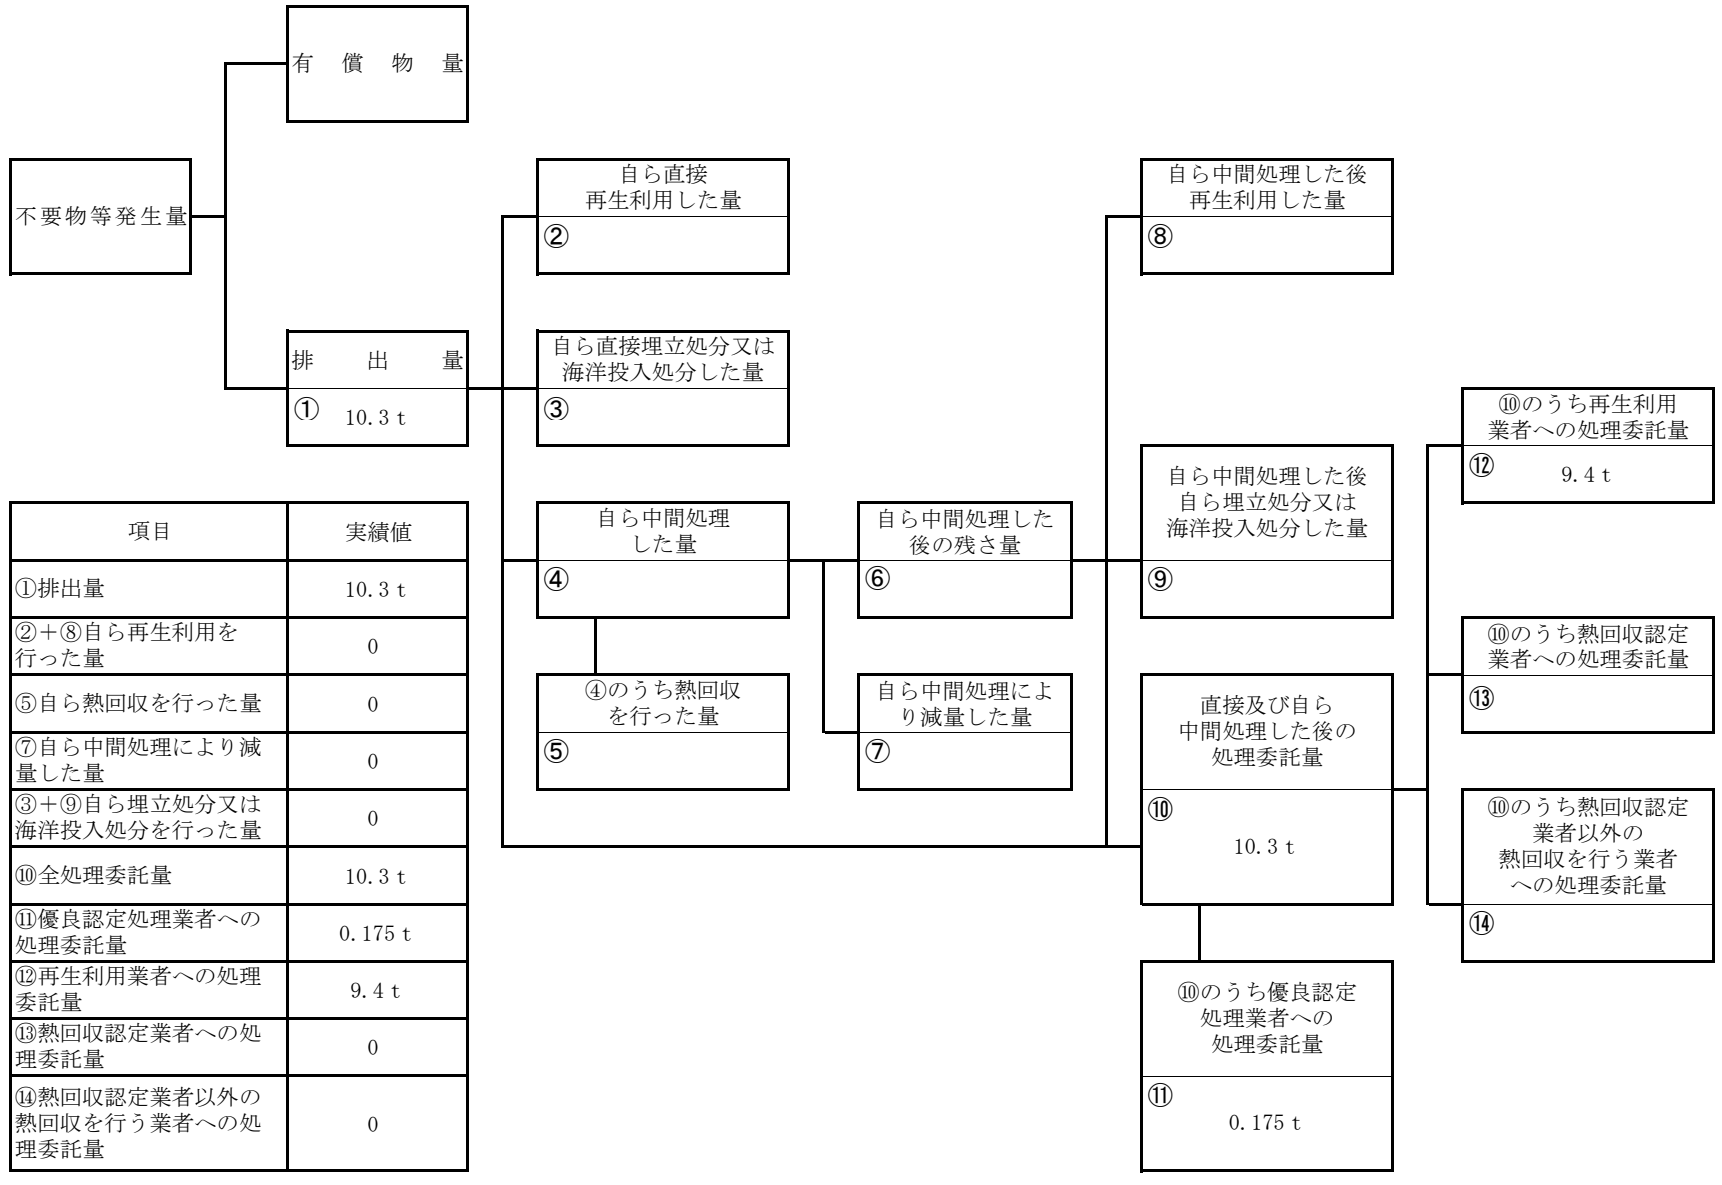 有償物量
不要物等発生量
自ら直接
再生利用した量
②
自ら中間処理した後
再生利用した量
⑧
排出量
① 10.3 t
自ら直接埋立処分又は
海洋投入処分した量
③
⑩のうち再生利用
業者への処理委託量
⑫ 9.4 t
自ら中間処理した後
自ら埋立処分又は
海洋投入処分した量
⑨
自ら中間処理
した量
④
自ら中間処理した
後の残さ量
⑥
⑩のうち熱回収認定
業者への処理委託量
⑬
④のうち熱回収
を行った量
⑤
自ら中間処理によ
り減量した量
⑦
直接及び自ら
中間処理した後の
処理委託量
⑩
10.3 t
⑩のうち熱回収認定
業者以外の
熱回収を行う業者
への処理委託量
⑭
⑩のうち優良認定
処理業者への
処理委託量
⑪
0.175 t
項目 実績値
①排出量 10.3 t
②＋⑧自ら再生利用を
行った量
0
⑤自ら熱回収を行った量 0
⑦自ら中間処理により減
量した量
0
③＋⑨自ら埋立処分又は
海洋投入処分を行った量
0
⑩全処理委託量 10.3 t
⑪優良認定処理業者への
処理委託量
0.175 t
⑫再生利用業者への処理
委託量
9.4 t
⑬熱回収認定業者への処
理委託量
0
⑭熱回収認定業者以外の
熱回収を行う業者への処
理委託量
0